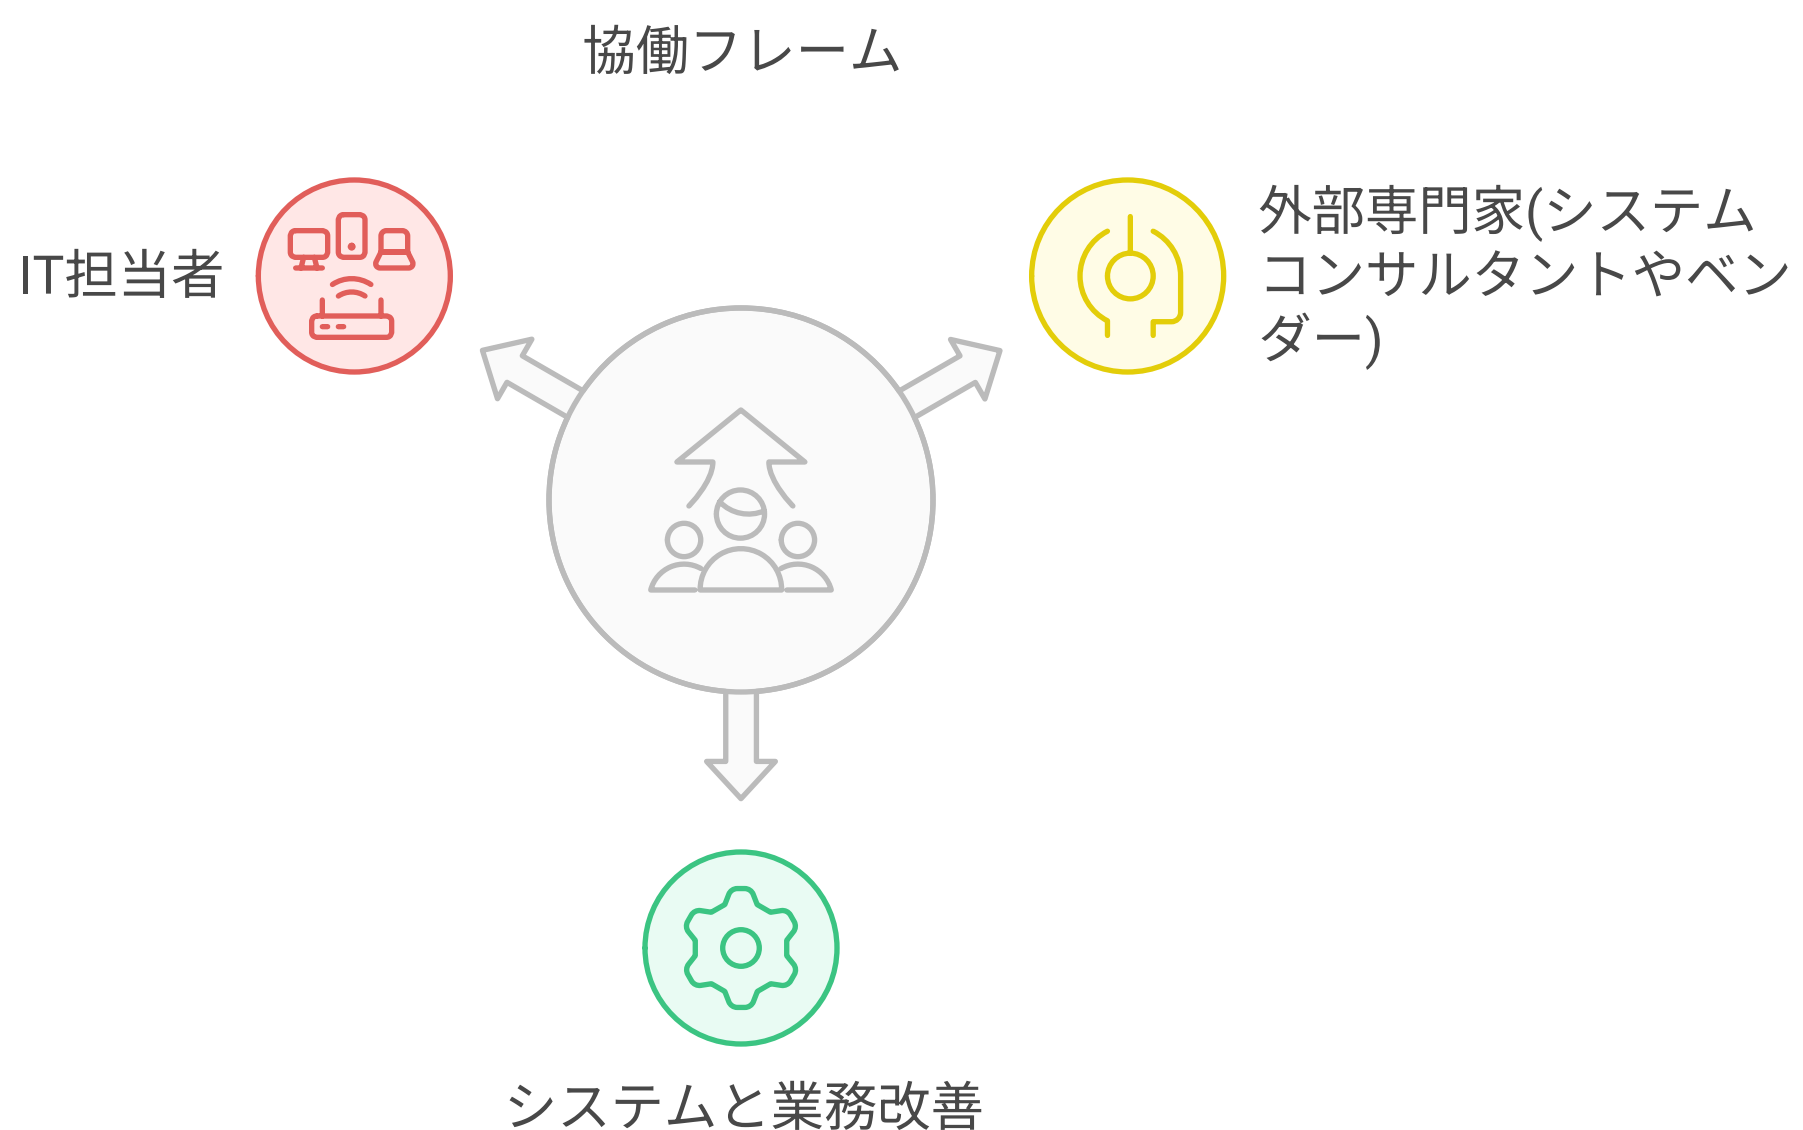 協働フレーム
IT担当者
外部専門家(システム
コンサルタントやベン
ダー)
システムと業務改善